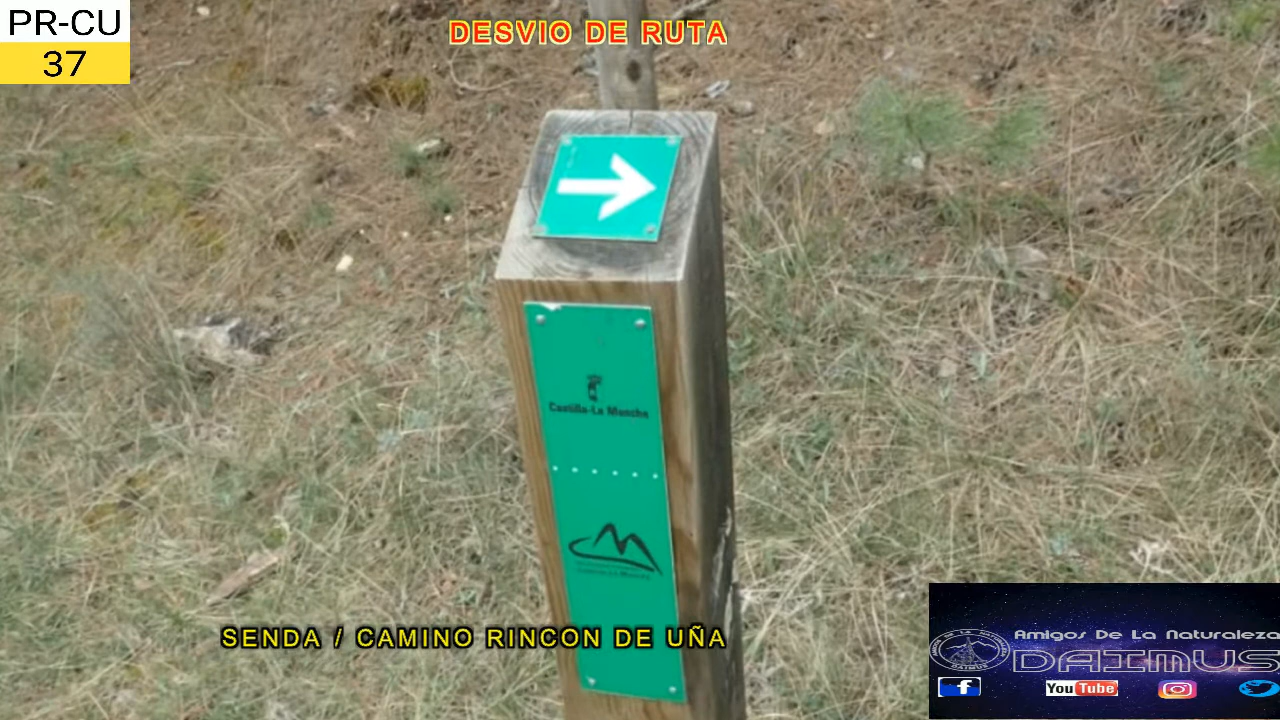 PR-CU
37
DESVIO DE RUTA
Castilla-La Mancha
SENDA / CAMINO RINCON DE UÑA
Amigos De La Naturaleza
DAIMUS
f
YouTube